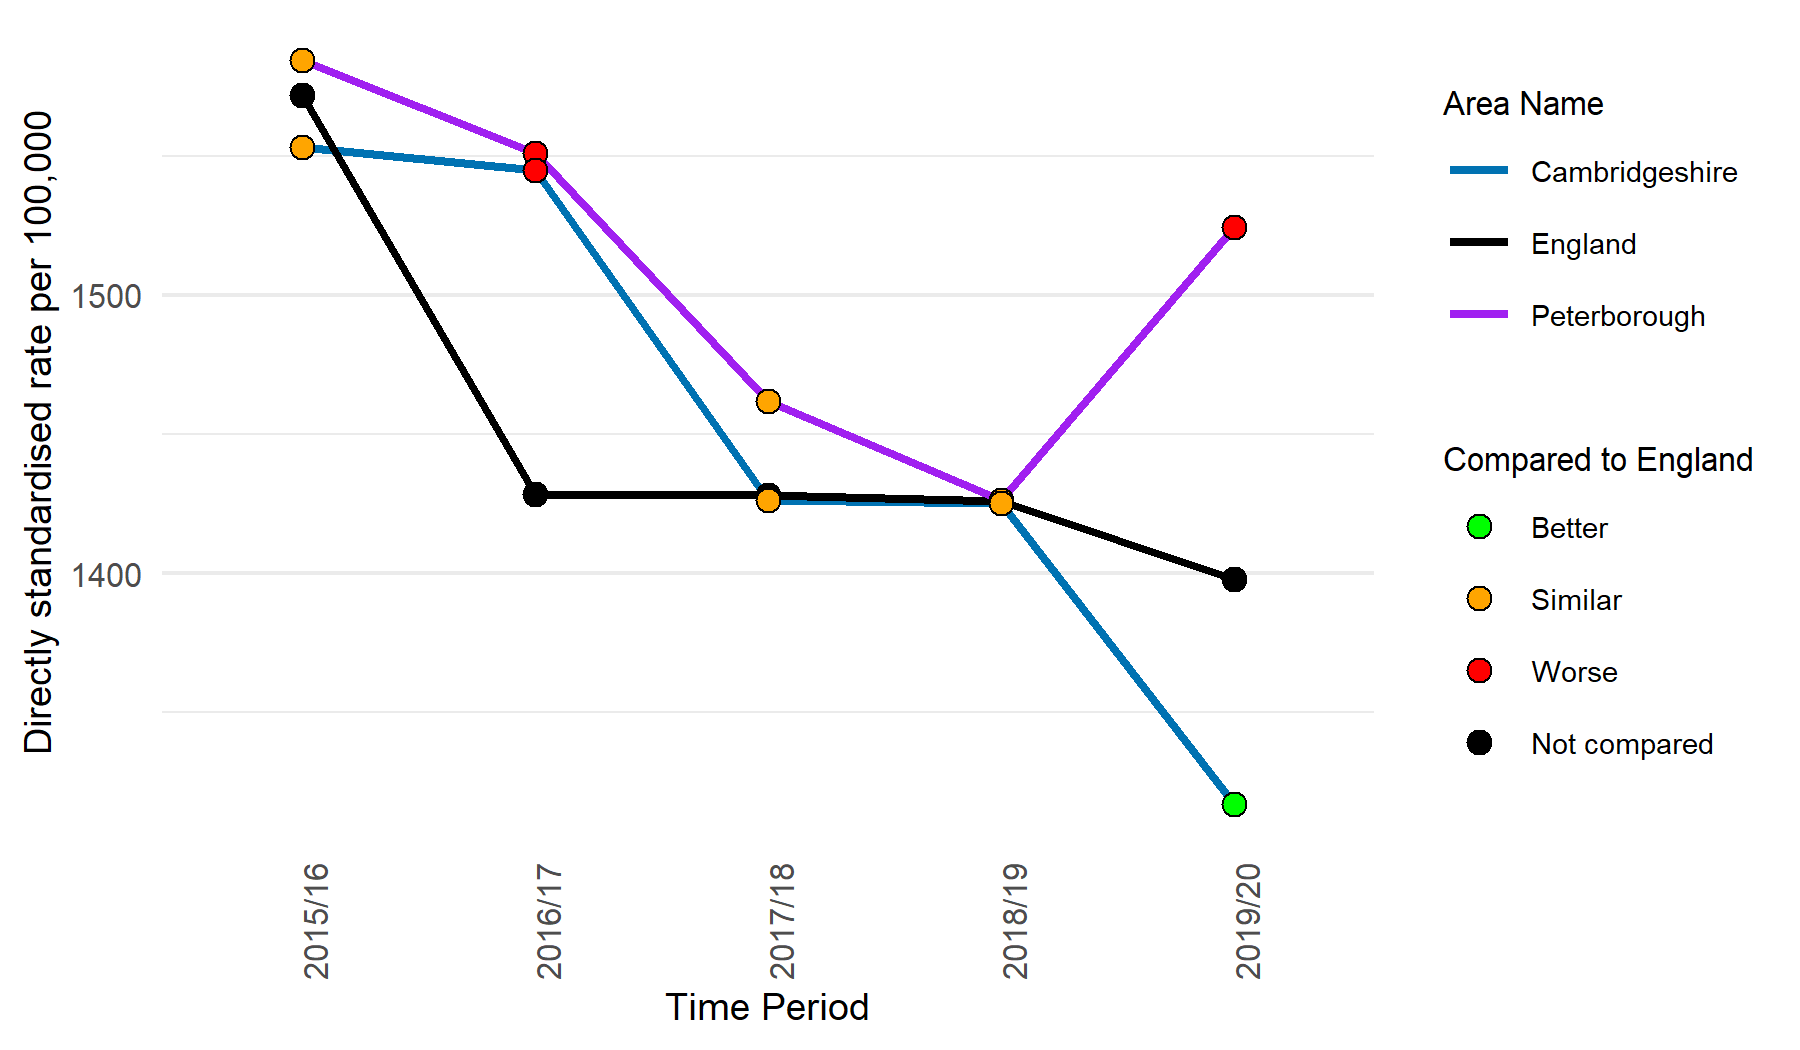 Directly standardised rate per 100,000
1500
1400
2015/16
2016/17
2017/18
2018/19
2019/20
Time Period
Area Name
Cambridgeshire
England
Peterborough
Compared to England
Better
Similar
Worse
Not compared